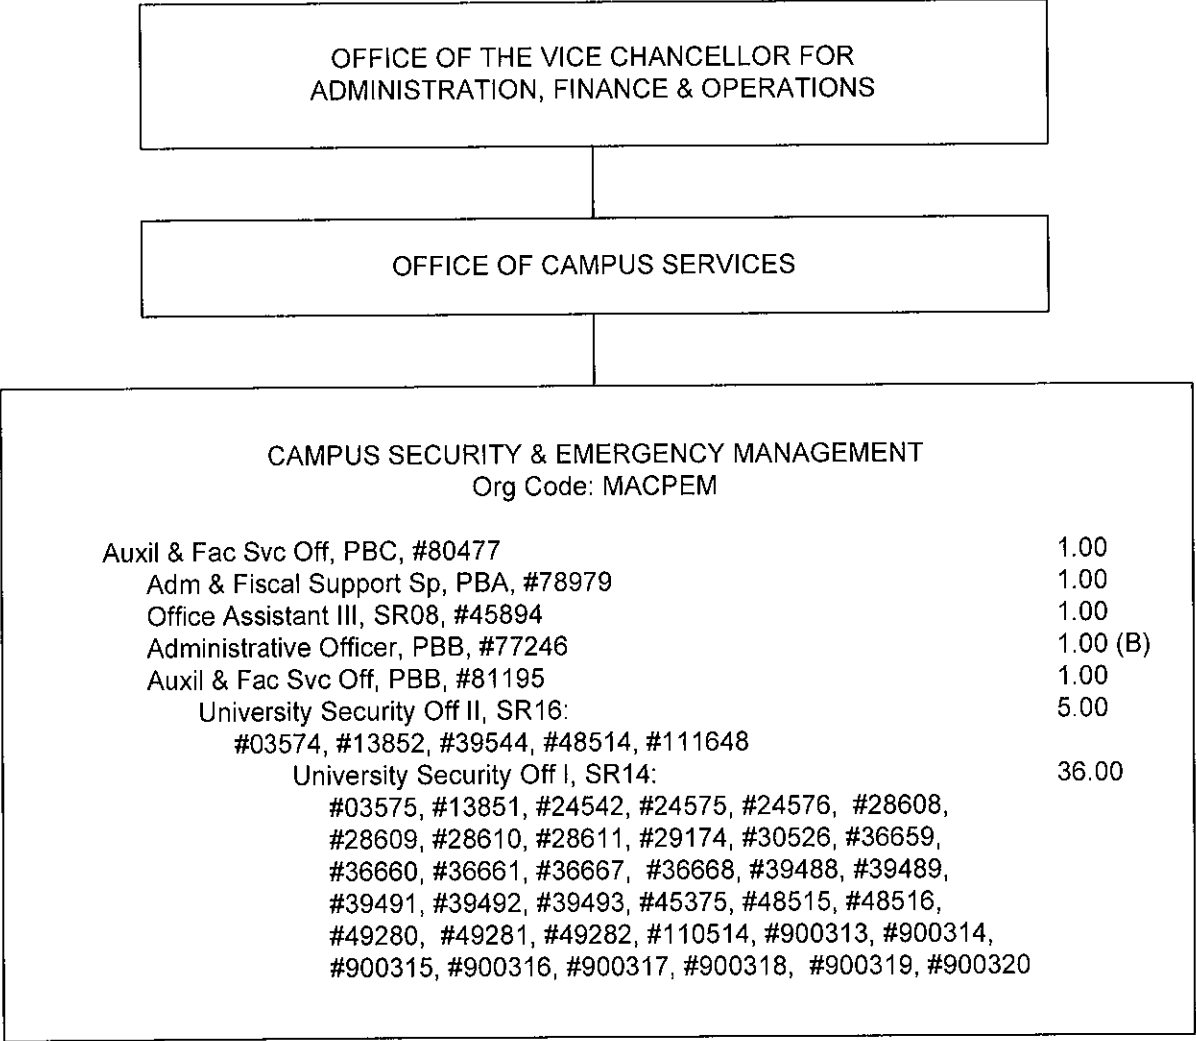 OFFICE OF THE VICE CHANCELLOR FOR
ADMINISTRATION, FINANCE & OPERATIONS
OFFICE OF CAMPUS SERVICES
CAMPUS SECURITY & EMERGENCY MANAGEMENT
Org Code: MACPEM
Auxil & Fac Svc Off, PBC, #80477 1.00
Adm & Fiscal Support Sp, PBA, #78979 1.00
Office Assistant III, SR08, #45894 1.00
Administrative Officer, PBB, #77246 1.00 (B)
Auxil & Fac Svc Off, PBB, #81195 1.00
University Security Off II, SR16: 5.00
#03574, #13852, #39544, #48514, #111648
University Security Off I, SR14: 36.00
#03575, #13851, #24542, #24575, #24576, #28608,
#28609, #28610, #28611, #29174, #30526, #36659,
#36660, #36661, #36667, #36668, #39488, #39489,
#39491, #39492, #39493, #45375, #48515, #48516,
#49280, #49281, #49282, #110514, #900313, #900314,
#900315, #900316, #900317, #900318, #900319, #900320